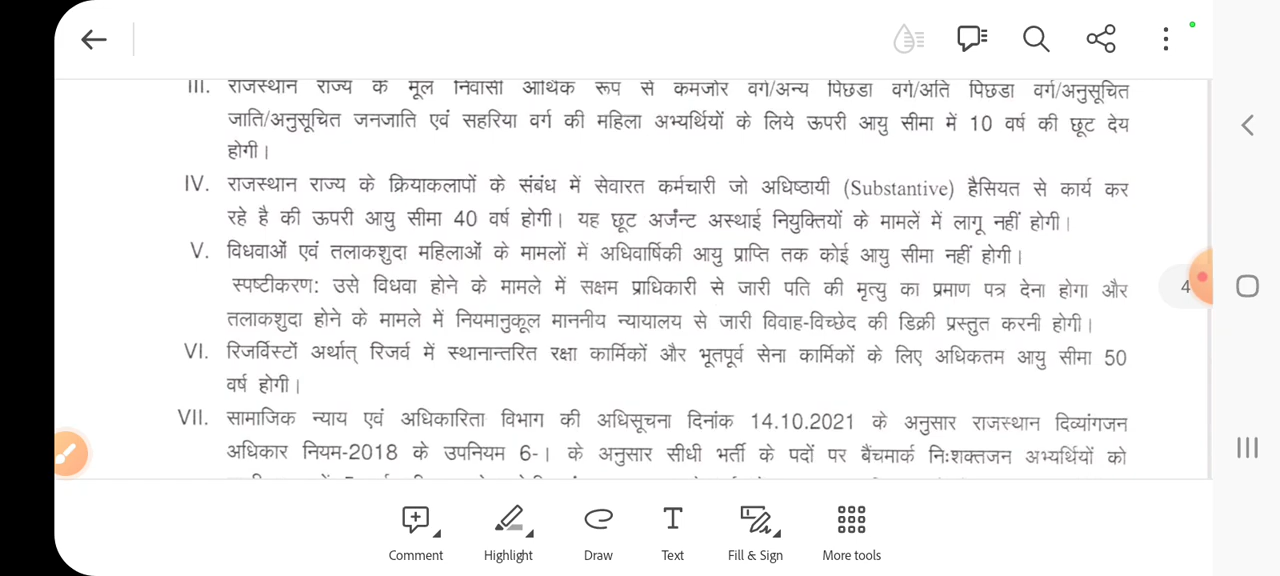 III. राजस्थान राज्य के मूल निवासी आर्थिक रूप से कमजोर वर्ग/अन्य पिछडा वर्ग/अति पिछडा वर्ग/अनुसूचित
जाति/अनुसूचित जनजाति एवं सहरिया वर्ग की महिला अभ्यर्थियों के लिये ऊपरी आयु सीमा में 10 वर्ष की छूट देय
होगी।
IV. राजस्थान राज्य के क्रियाकलापों के संबंध में सेवारत कर्मचारी जो अधिष्ठायी (Substantive) हैसियत से कार्य कर
रहे है की ऊपरी आयु सीमा 40 वर्ष होगी। यह छूट अर्जेन्ट अस्थाई नियुक्तियों के मामलें में लागू नहीं होगी।
V. विधवाओं एवं तलाकशुदा महिलाओं के मामलों में अधिवार्षिकी आयु प्राप्ति तक कोई आयु सीमा नहीं होगी।
स्पष्टीकरण: उसे विधवा होने के मामले में सक्षम प्राधिकारी से जारी पति की मृत्यु का प्रमाण पत्र देना होगा और
तलाकशुदा होने के मामले में नियमानुकूल माननीय न्यायालय से जारी विवाह-विच्छेद की डिक्री प्रस्तुत करनी होगी।
4
VI. रिजर्विस्टों अर्थात् रिजर्व में स्थानान्तरित रक्षा कार्मिकों और भूतपूर्व सेना कार्मिकों के लिए अधिकतम आयु सीमा 50
वर्ष होगी।
VII. सामाजिक न्याय एवं अधिकारिता विभाग की अधिसूचना दिनांक 14.10.2021 के अनुसार राजस्थान दिव्यांगजन
अधिकार नियम-2018 के उपनियम 6-। के अनुसार सीधी भर्ती के पदों पर बैंचमार्क निःशक्तजन अभ्यर्थियों को
Comment Highlight Draw Text Fill & Sign More tools